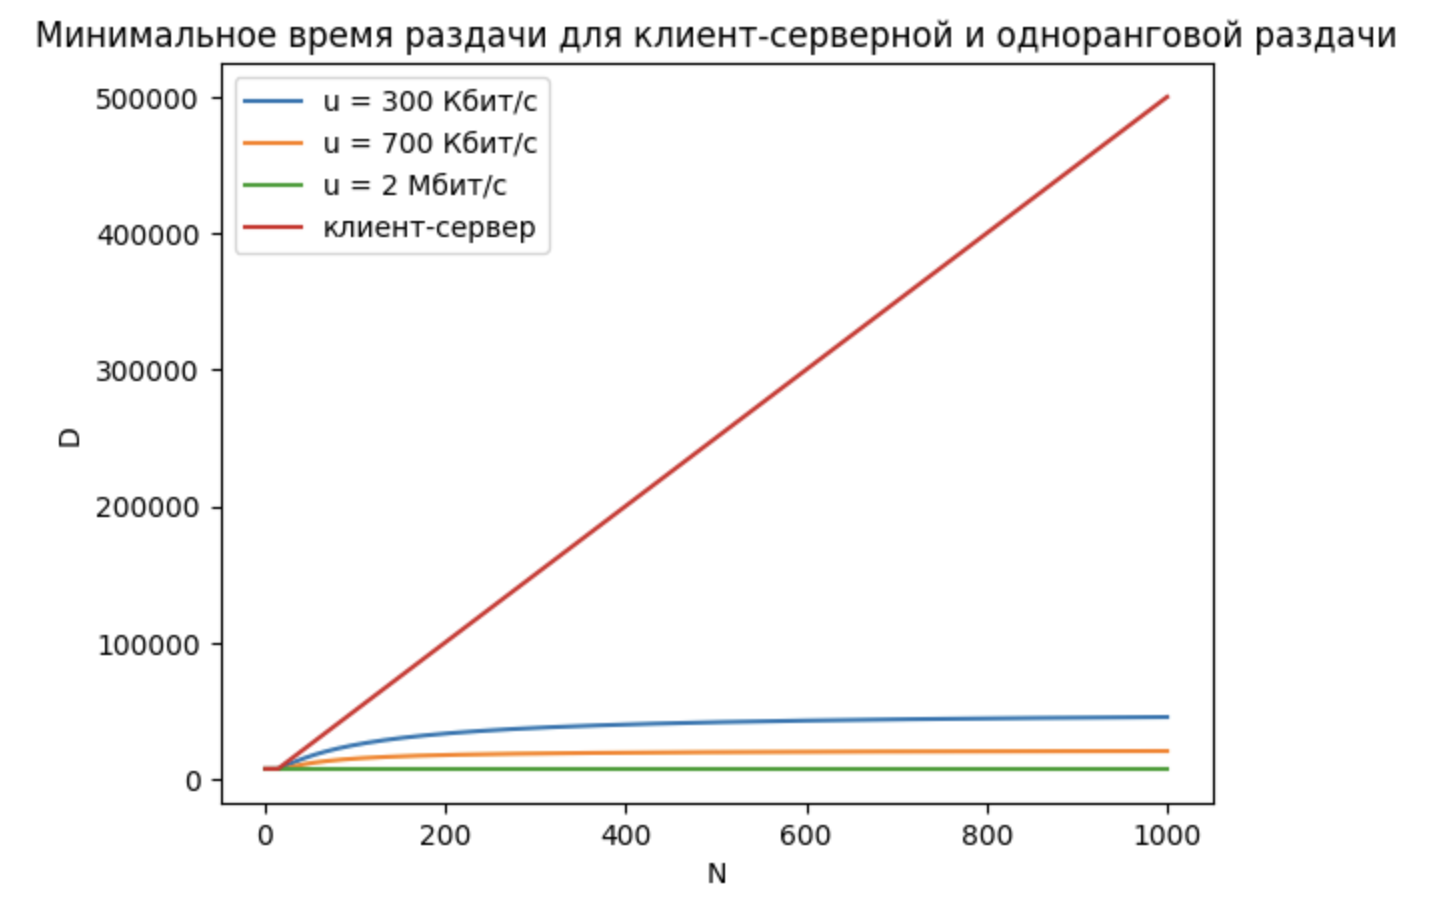 Минимальное время раздачи для клиент-серверной и одноранговой раздачи
u = 300 Кбит/с
u = 700 Кбит/с
u = 2 Мбит/с
клиент-сервер
500000
400000
300000
200000
100000
0
D
0 200 400 600 800 1000
N